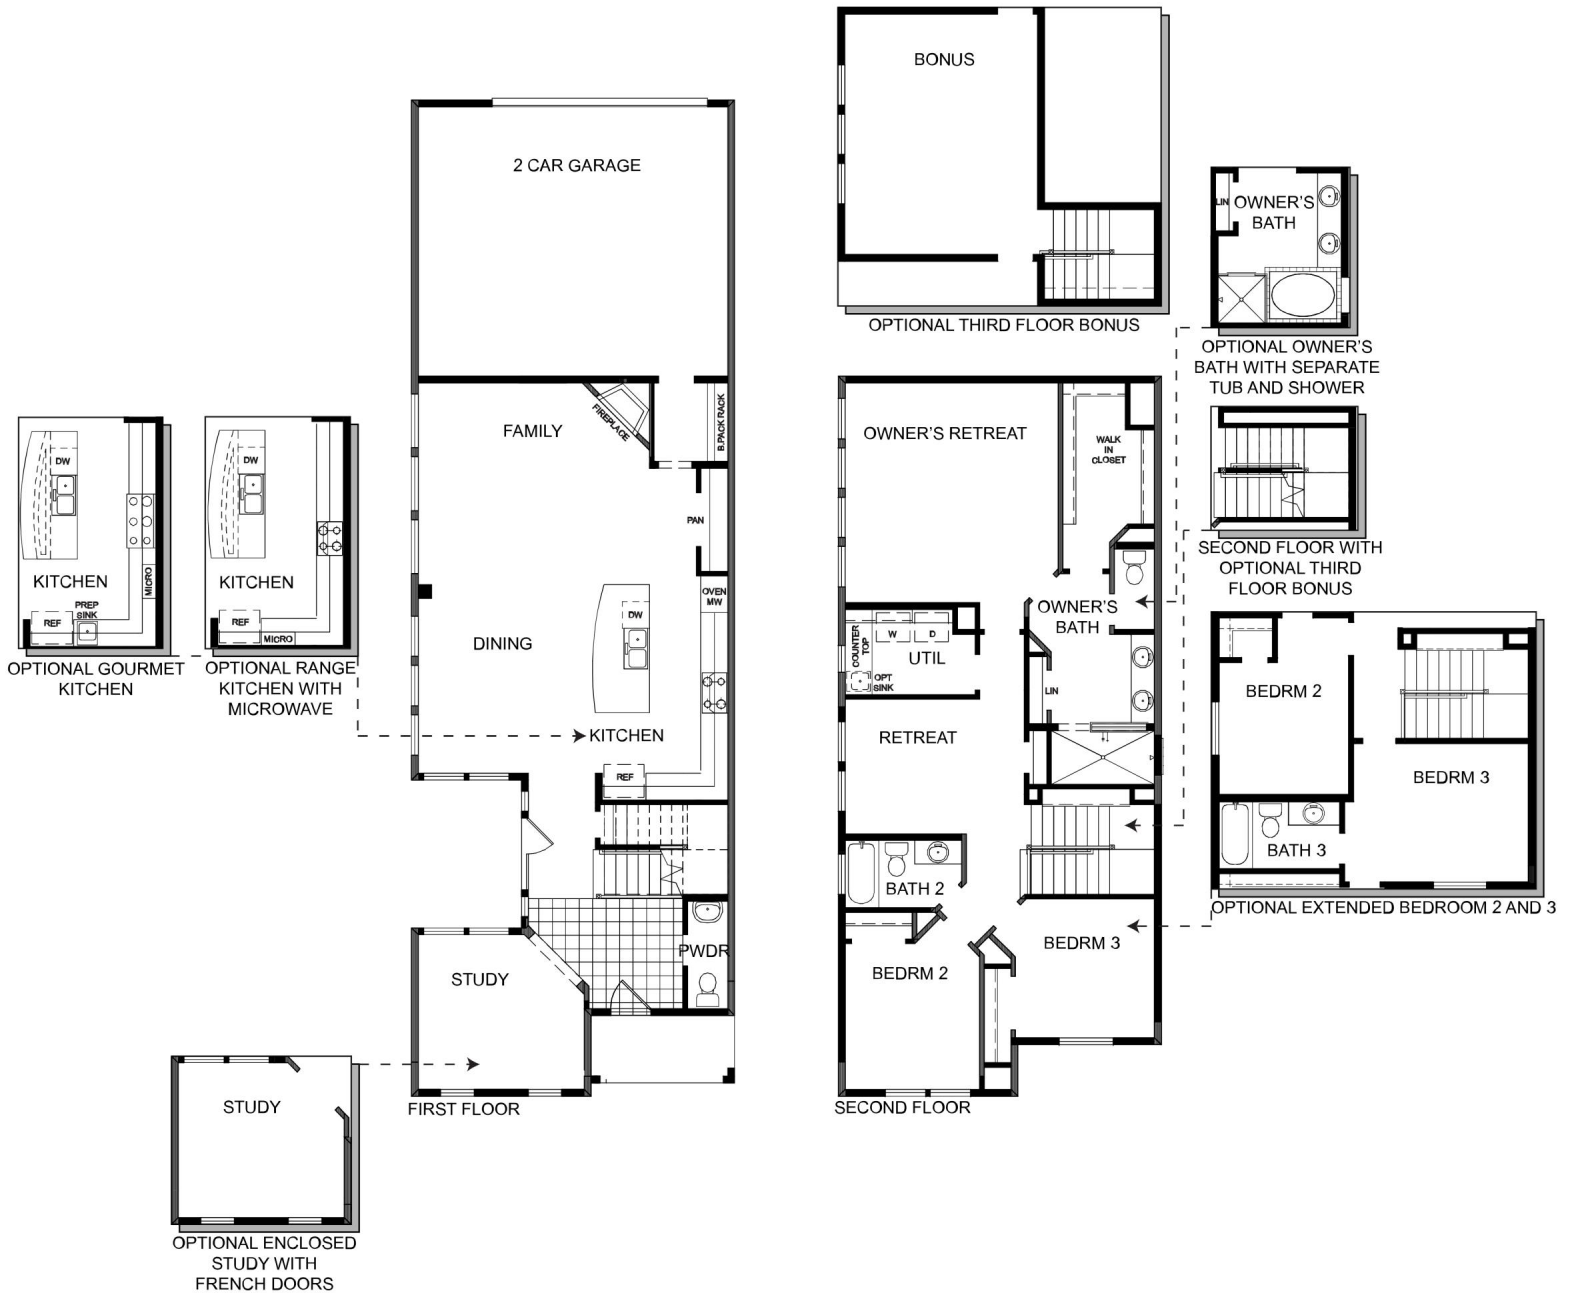 BONUS
OPTIONAL THIRD FLOOR BONUS
2 CAR GARAGE
FAMILY
FIREPLACE
B.PACK RACK
PAN
OVEN
MW
DW
DINING
KITCHEN
REF
STUDY
PWDR
FIRST FLOOR
DW
KITCHEN
MICRO
PREP
SINK
REF
OPTIONAL GOURMET
KITCHEN
DW
KITCHEN
REF
MICRO
OPTIONAL RANGE
KITCHEN WITH
MICROWAVE
STUDY
OPTIONAL ENCLOSED
STUDY WITH
FRENCH DOORS
OWNER'S RETREAT
WALK
IN
CLOSET
OWNER'S
BATH
COUNTER
TOP
W
D
UTIL
OPT
SINK
LIN
RETREAT
BATH 2
BEDRM 2
BEDRM 3
SECOND FLOOR
LIN
OWNER'S
BATH
OPTIONAL OWNER'S
BATH WITH SEPARATE
TUB AND SHOWER
SECOND FLOOR WITH
OPTIONAL THIRD
FLOOR BONUS
BEDRM 2
BEDRM 3
BATH 3
OPTIONAL EXTENDED BEDROOM 2 AND 3